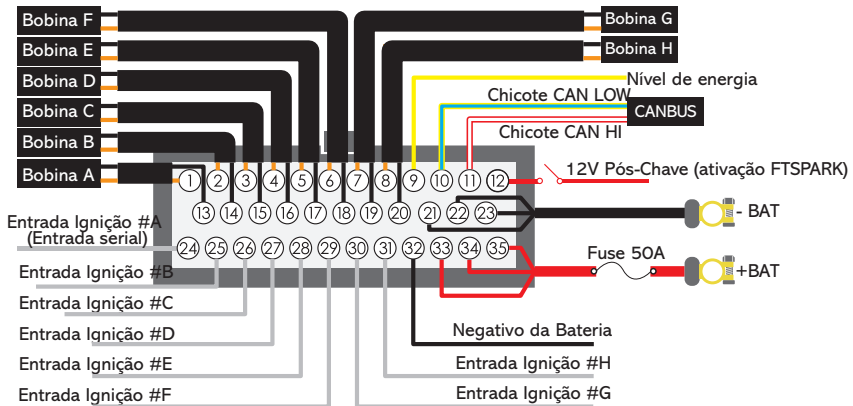 Bobina F
Bobina G
Bobina E
Bobina H
Bobina D
Nível de energia
Chicote CAN LOW
Bobina C
CANBUS
Chicote CAN HI
Bobina B
Bobina A
12V Pós-Chave (ativação FTSPARK)
1 2 3 4 5 6 7 8 9 10 11 12
13 14 15 16 17 18 19 20 21 22 23
- BAT
Entrada Ignição #A
(Entrada serial)
24 25 26 27 28 29 30 31 32 33 34 35
Fuse 50A
+BAT
Entrada Ignição #B
Entrada Ignição #C
Entrada Ignição #D
Negativo da Bateria
Entrada Ignição #E
Entrada Ignição #H
Entrada Ignição #F
Entrada Ignição #G